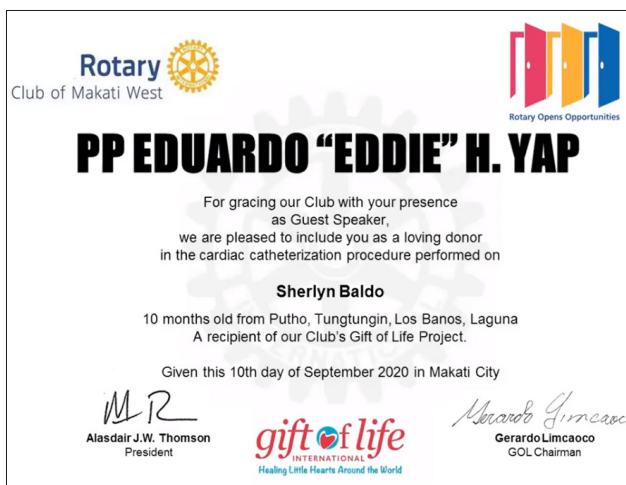 Rotary
Club of Makati West
Rotary Opens Opportunities
PP EDUARDO “EDDIE” H. YAP
For gracing our Club with your presence
as Guest Speaker,
we are pleased to include you as a loving donor
in the cardiac catheterization procedure performed on
Sherlyn Baldo
10 months old from Putho, Tungtungin, Los Banos, Laguna
A recipient of our Club's Gift of Life Project.
Given this 10th day of September 2020 in Makati City
Alasdair J.W. Thomson
President
gift of life
INTERNATIONAL
Healing Little Hearts Around the World
Gerardo Limcaoco
Gerardo Limcaoco
GOL Chairman